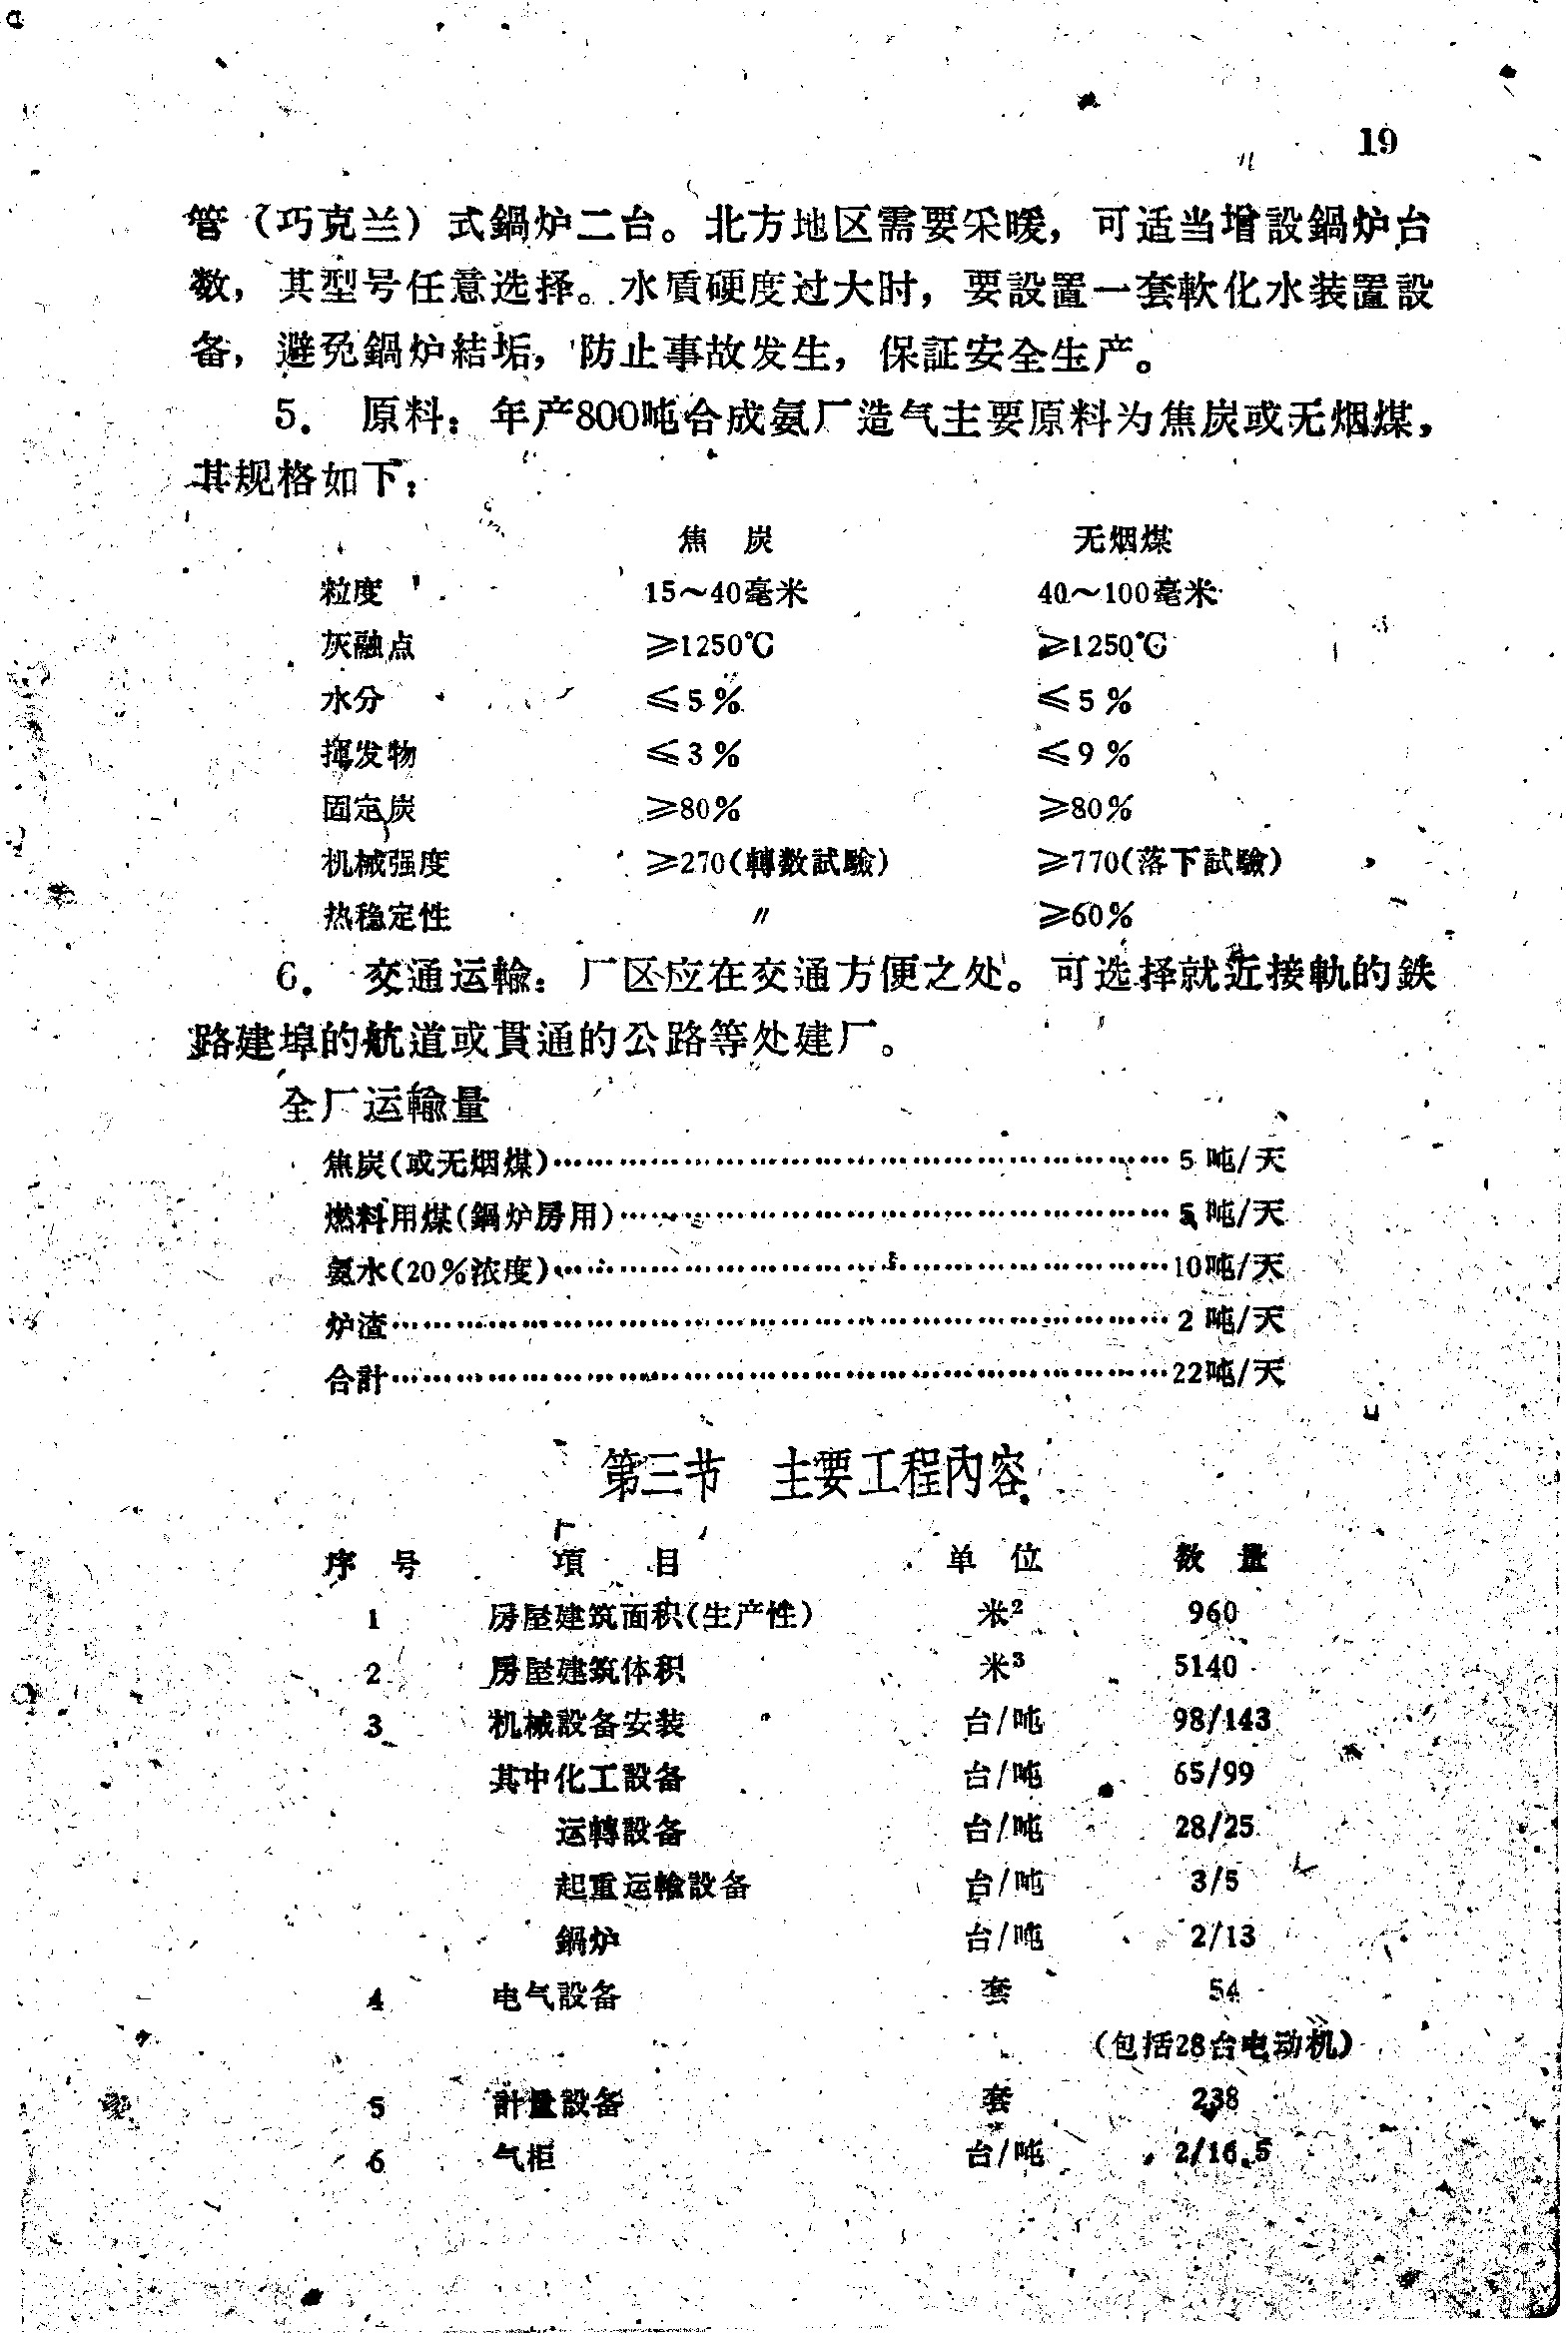 19
管（巧克兰）式鍋炉二台。北方地区需要采暖，可适当增設鍋炉台
数，其型号任意选择。水质硬度过大时，要設置一套軟化水装置設
备，避免鍋炉結垢，防止事故发生，保証安全生产。
5. 原料：年产800吨合成氨厂造气主要原料为焦炭或无烟煤，
其规格如下：
焦 炭 无烟煤
粒度 15～40毫米 40～100毫米
灰融点 ≥1250℃ ≥1250℃
水分 ≤5% ≤5%
揮发物 ≤3% ≤9%
固定炭 ≥80% ≥80%
机械强度 ≥270(轉数試驗) ≥770(落下試驗)
热稳定性 〃 ≥60%
6. 交通运輸：厂区应在交通方便之处。可选择就近接軌的鉄
路建埠的航道或貫通的公路等处建厂。
全厂运輸量
焦炭(或无烟煤)……………………………………………… 5 吨/天
燃料用煤(鍋炉房用)………………………………………… 5 吨/天
氨水(20%浓度)………………………………………………10吨/天
炉渣…………………………………………………………… 2 吨/天
合計……………………………………………………………22吨/天
第三节 主要工程內容
序 号 項 目 单 位 数 量
1 房屋建筑面积(生产性) 米² 960
2 房屋建筑体积 米³ 5140
3 机械設备安装 台/吨 98/143
其中化工設备 台/吨 65/99
运轉設备 台/吨 28/25
起重运輸設备 台/吨 3/5
鍋炉 台/吨 2/13
4 电气設备 套 54
(包括28台电动机)
5 計量設备 套 238
6 气柜 台/吨 2/16.5